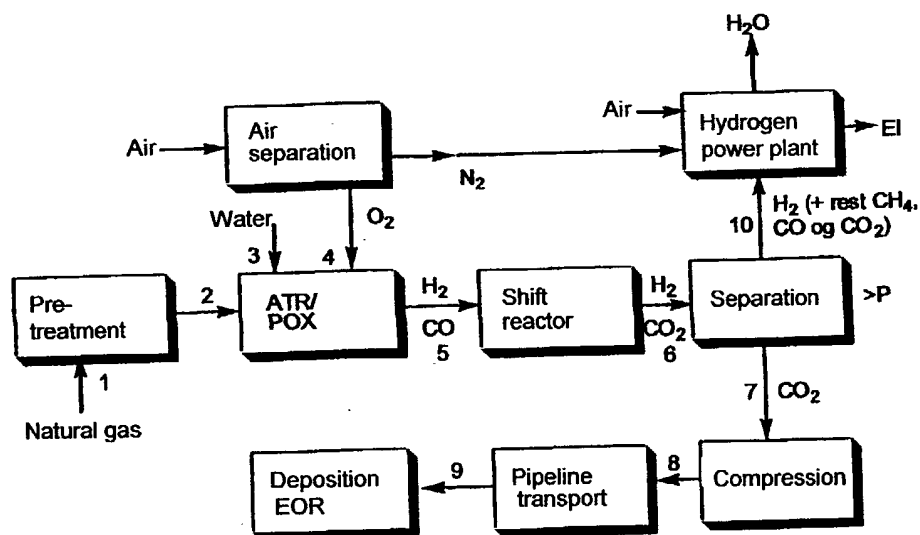 H₂O
Air
Air
separation
Air
Hydrogen
power plant
El
N₂
O₂
H₂ (+ rest CH₄,
CO og CO₂)
10
Water
3
4
Pre-
treatment
2
ATR/
POX
H₂
CO
5
Shift
reactor
H₂
CO₂
6
Separation
>P
1
Natural gas
7
CO₂
Deposition
EOR
9
Pipeline
transport
8
Compression